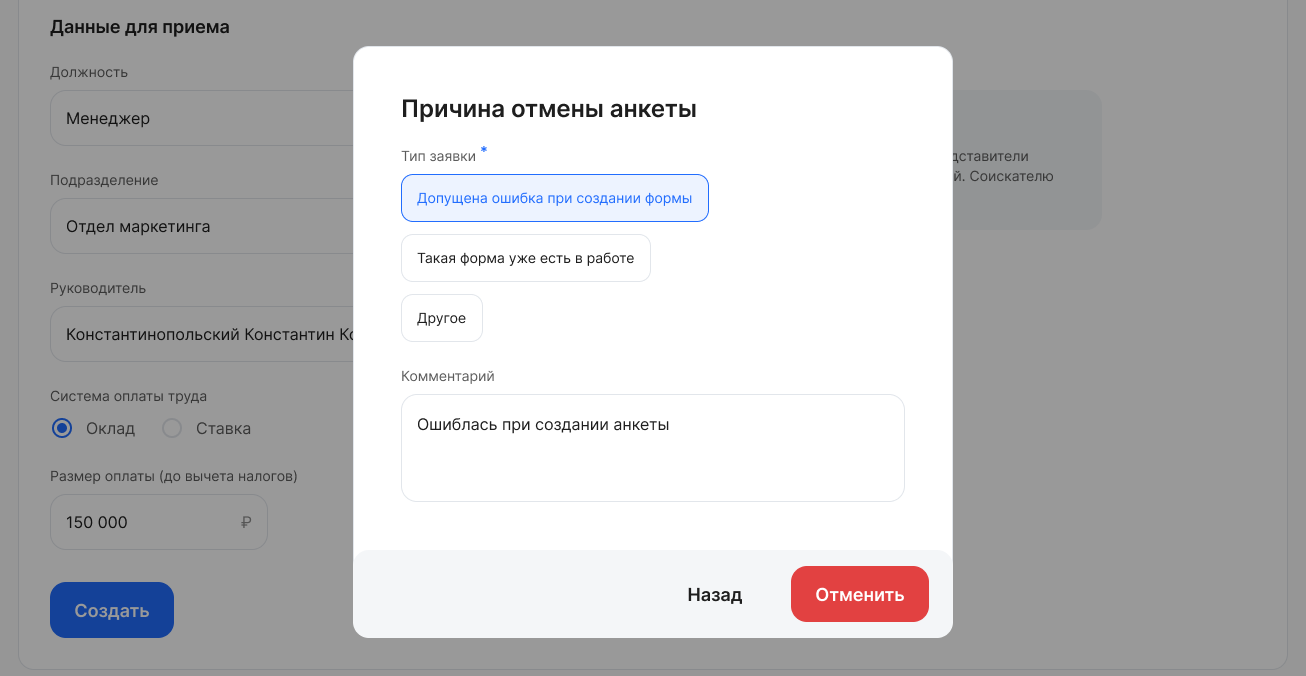 Данные для приема
Должность
Менеджер
Подразделение
Отдел маркетинга
Руководитель
Константинопольский Константин
Система оплаты труда
Оклад
Ставка
Размер оплаты (до вычета налогов)
150 000 ₽
Создать
Причина отмены анкеты
Тип заявки *
Допущена ошибка при создании формы
Такая форма уже есть в работе
Другое
Комментарий
Ошиблась при создании анкеты
Назад
Отменить
Соискателю